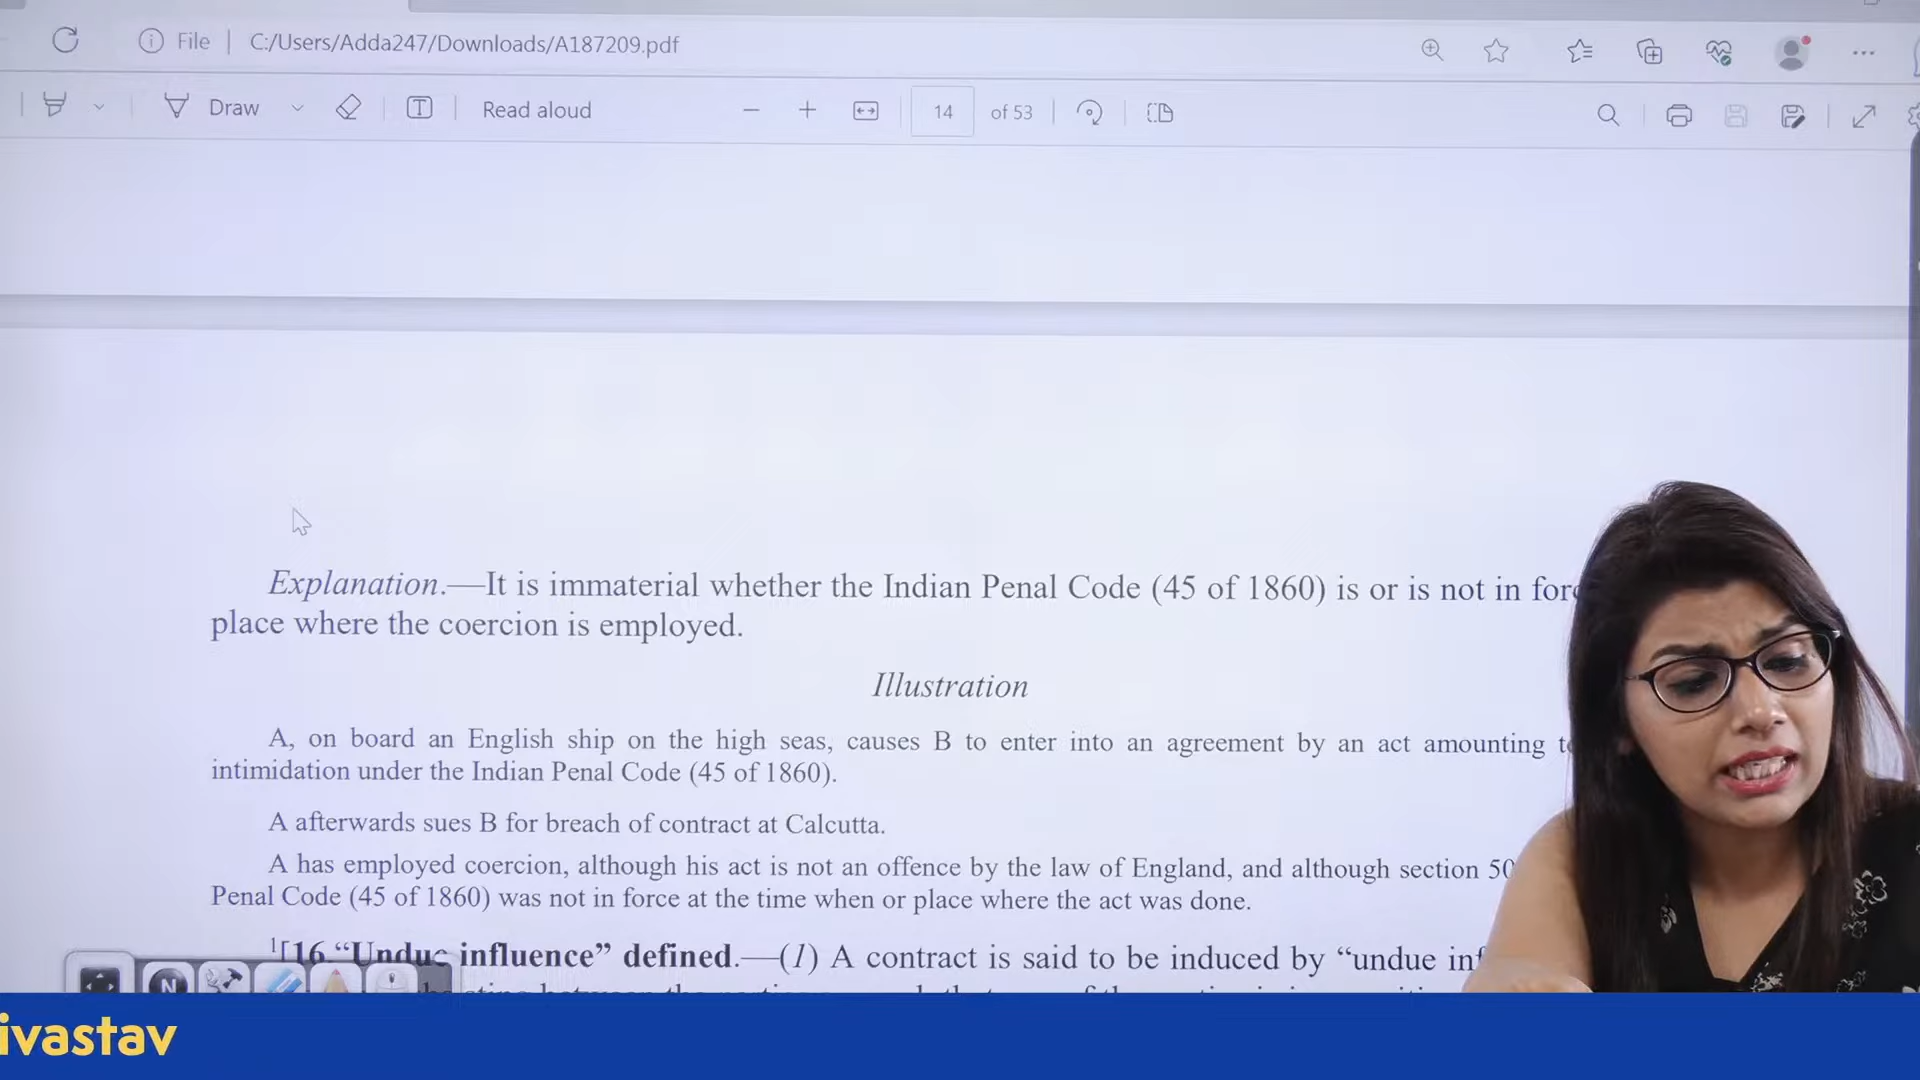 File C:/Users/Adda247/Downloads/A187209.pdf
Draw Read aloud 14 of 53
Explanation.—It is immaterial whether the Indian Penal Code (45 of 1860) is or is not in
place where the coercion is employed.
Illustration
A, on board an English ship on the high seas, causes B to enter into an agreement by an act amounting
intimidation under the Indian Penal Code (45 of 1860).
A afterwards sues B for breach of contract at Calcutta.
A has employed coercion, although his act is not an offence by the law of England, and although section
Penal Code (45 of 1860) was not in force at the time when or place where the act was done.
1[16 “Undue influence” defined.—(1) A contract is said to be induced by “undue
N
ivastav